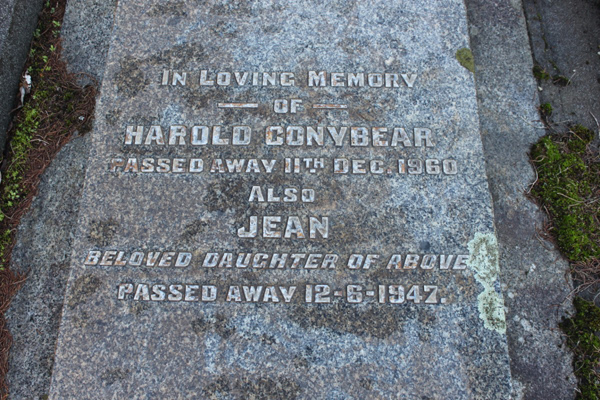 IN LOVING MEMORY
— OF —
HAROLD CONYBEAR
PASSED AWAY 11TH DEC. 1960
ALSO
JEAN
BELOVED DAUGHTER OF ABOVE
PASSED AWAY 12-6-1947.